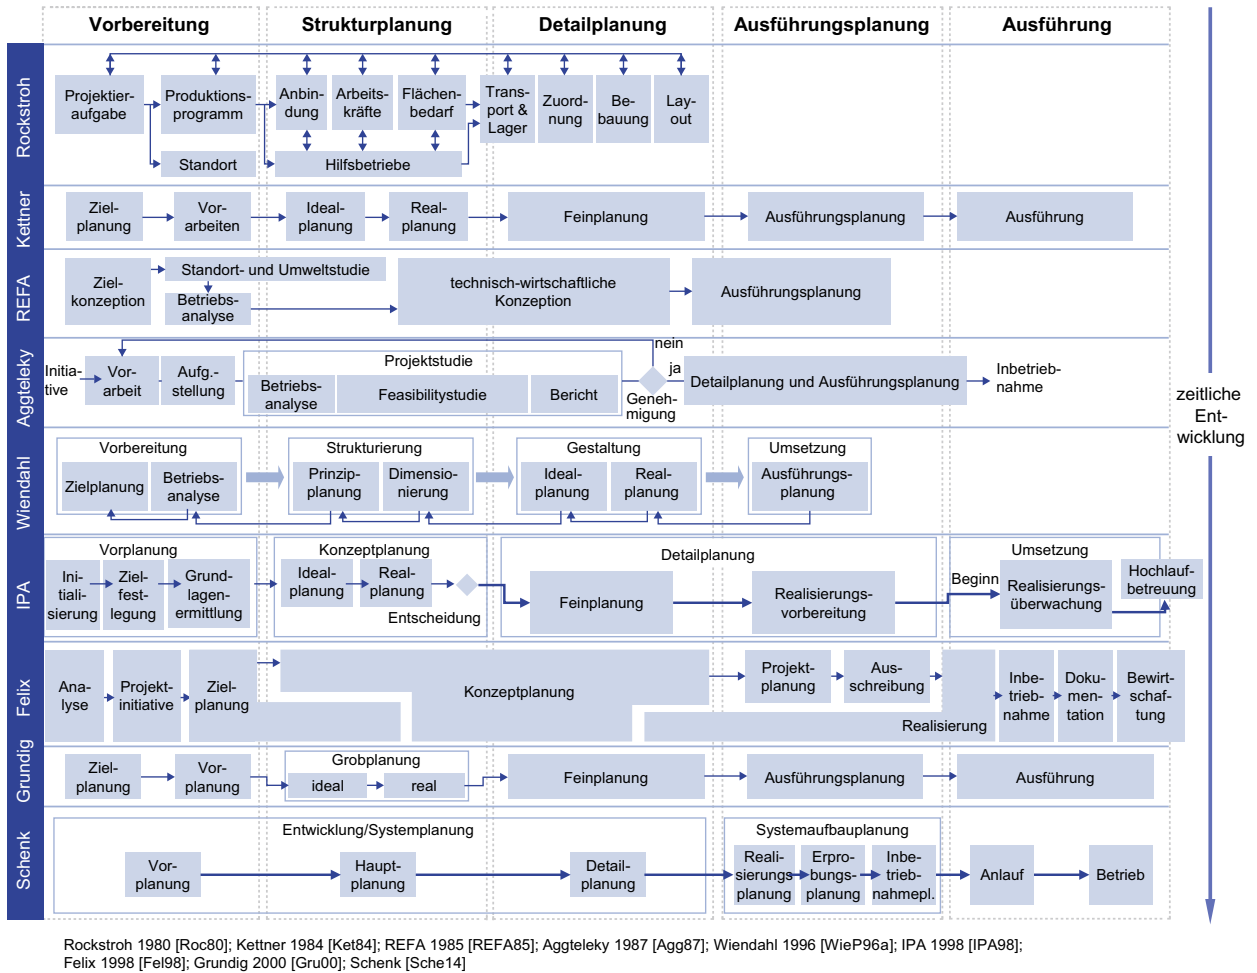 Vorbereitung
Strukturplanung
Detailplanung
Ausführungsplanung
Ausführung
Rockstroh
Projektier-
aufgabe
Produktions-
programm
Standort
Anbin-
dung
Arbeits-
kräfte
Flächen-
bedarf
Hilfsbetriebe
Trans-
port &
Lager
Zuord-
nung
Be-
bauung
Lay-
out
Kettner
Ziel-
planung
Vor-
arbeiten
Ideal-
planung
Real-
planung
Feinplanung
Ausführungsplanung
Ausführung
REFA
Ziel-
konzeption
Standort- und Umweltstudie
Betriebs-
analyse
technisch-wirtschaftliche
Konzeption
Ausführungsplanung
Aggteleky
Initia-
tive
Vor-
arbeit
Aufg.-
stellung
Projektstudie
Betriebs-
analyse
Feasibilitystudie
Bericht
nein
ja
Geneh-
migung
Detailplanung und Ausführungsplanung
Inbetrieb-
nahme
zeitliche
Ent-
wicklung
Wiendahl
Vorbereitung
Zielplanung
Betriebs-
analyse
Strukturierung
Prinzip-
planung
Dimensio-
nierung
Gestaltung
Ideal-
planung
Real-
planung
Umsetzung
Ausführungs-
planung
IPA
Vorplanung
Ini-
tiali-
sierung
Ziel-
fest-
legung
Grund-
lagen-
ermittlung
Konzeptplanung
Ideal-
planung
Real-
planung
Entscheidung
Detailplanung
Feinplanung
Realisierungs-
vorbereitung
Umsetzung
Beginn
Realisierungs-
überwachung
Hochlauf-
betreuung
Felix
Ana-
lyse
Projekt-
initiative
Ziel-
planung
Konzeptplanung
Projekt-
planung
Aus-
schreibung
Realisierung
Inbe-
trieb-
nahme
Doku-
men-
tation
Bewirt-
schaf-
tung
Grundig
Ziel-
planung
Vor-
planung
Grobplanung
ideal
real
Feinplanung
Ausführungsplanung
Ausführung
Schenk
Entwicklung/Systemplanung
Vor-
planung
Haupt-
planung
Detail-
planung
Systemaufbauplanung
Reali-
sierungs-
planung
Erpro-
bungs-
planung
Inbe-
trieb-
nahmepl.
Anlauf
Betrieb
Rockstroh 1980 [Roc80]; Kettner 1984 [Ket84]; REFA 1985 [REFA85]; Aggteleky 1987 [Agg87]; Wiendahl 1996 [WieP96a]; IPA 1998 [IPA98];
Felix 1998 [Fel98]; Grundig 2000 [Gru00]; Schenk [Sche14]